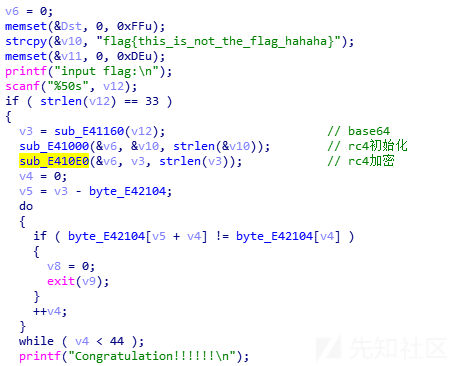 v6 = 0;
memset(&Dst, 0, 0xFFu);
strcpy(&v10, "flag{this_is_not_the_flag_hahaha}");
memset(&v11, 0, 0xDEu);
printf("input flag:\n");
scanf("%50s", v12);
if ( strlen(v12) == 33 )
{
v3 = sub_E41160(v12); // base64
sub_E41000(&v6, &v10, strlen(&v10)); // rc4初始化
sub_E410E0(&v6, v3, strlen(v3)); // rc4加密
v4 = 0;
v5 = v3 - byte_E42104;
do
{
if ( byte_E42104[v5 + v4] != byte_E42104[v4] )
{
v8 = 0;
exit(v9);
}
++v4;
}
while ( v4 < 44 );
printf("Congratulation!!!!!!\n");
先知社区